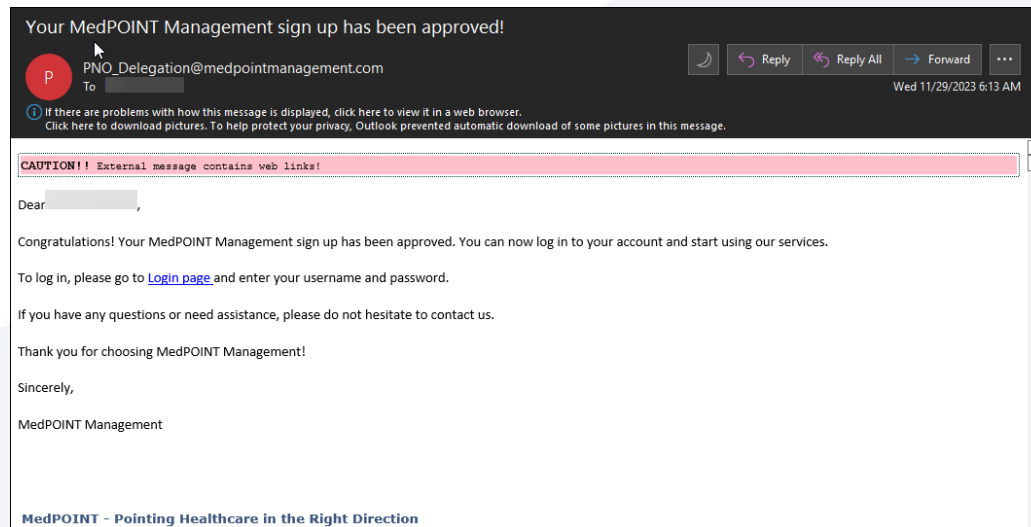 Your MedPOINT Management sign up has been approved!
P
PNO_Delegation@medpointmanagement.com
To
Reply
Reply All
Forward
Wed 11/29/2023 6:13 AM
If there are problems with how this message is displayed, click here to view it in a web browser.
Click here to download pictures. To help protect your privacy, Outlook prevented automatic download of some pictures in this message.
CAUTION!! External message contains web links!
Dear ,
Congratulations! Your MedPOINT Management sign up has been approved. You can now log in to your account and start using our services.
To log in, please go to Login page and enter your username and password.
If you have any questions or need assistance, please do not hesitate to contact us.
Thank you for choosing MedPOINT Management!
Sincerely,
MedPOINT Management
MedPOINT - Pointing Healthcare in the Right Direction